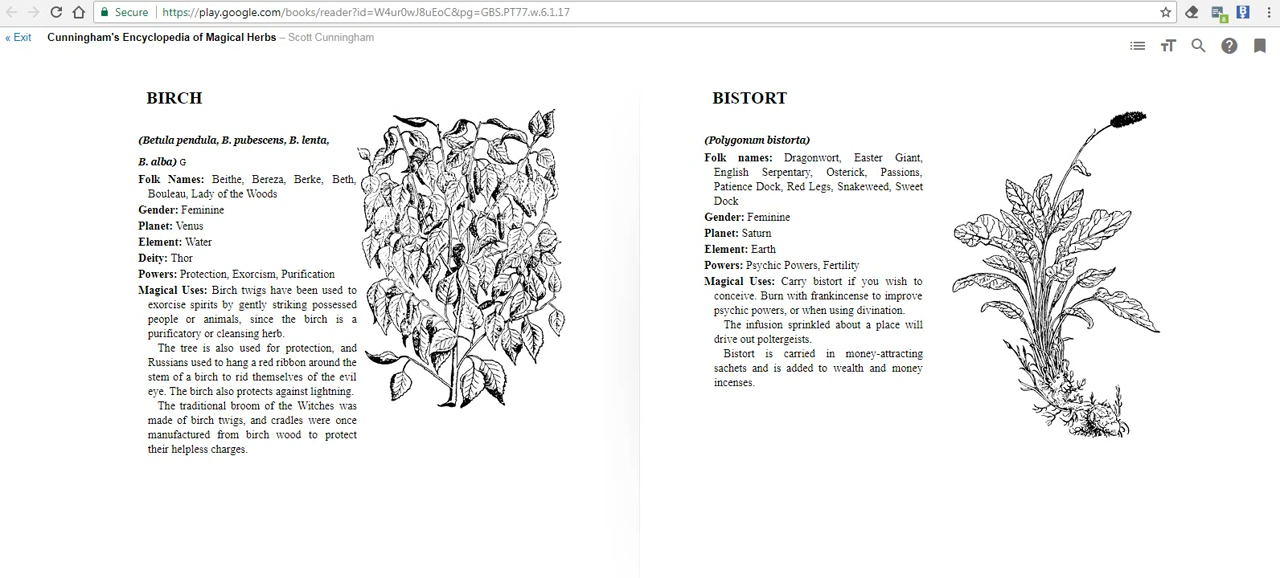 Secure
https://play.google.com/books/reader?id=W4ur0wJ8uEoC&pg=GBS.PT77.w.6.1.17
« Exit
Cunningham's Encyclopedia of Magical Herbs – Scott Cunningham
BIRCH
(Betula pendula, B. pubescens, B. lenta,
B. alba) G
Folk Names: Beithe, Bereza, Berke, Beth,
Bouleau, Lady of the Woods
Gender: Feminine
Planet: Venus
Element: Water
Deity: Thor
Powers: Protection, Exorcism, Purification
Magical Uses: Birch twigs have been used to
exorcise spirits by gently striking possessed
people or animals, since the birch is a
purificatory or cleansing herb.
The tree is also used for protection, and
Russians used to hang a red ribbon around the
stem of a birch to rid themselves of the evil
eye. The birch also protects against lightning.
The traditional broom of the Witches was
made of birch twigs, and cradles were once
manufactured from birch wood to protect
their helpless charges.
BISTORT
(Polygonum bistorta)
Folk names: Dragonwort, Easter Giant,
English Serpentary, Osterick, Passions,
Patience Dock, Red Legs, Snakeweed, Sweet
Dock
Gender: Feminine
Planet: Saturn
Element: Earth
Powers: Psychic Powers, Fertility
Magical Uses: Carry bistort if you wish to
conceive. Burn with frankincense to improve
psychic powers, or when using divination.
The infusion sprinkled about a place will
drive out poltergeists.
Bistort is carried in money-attracting
sachets and is added to wealth and money
incenses.